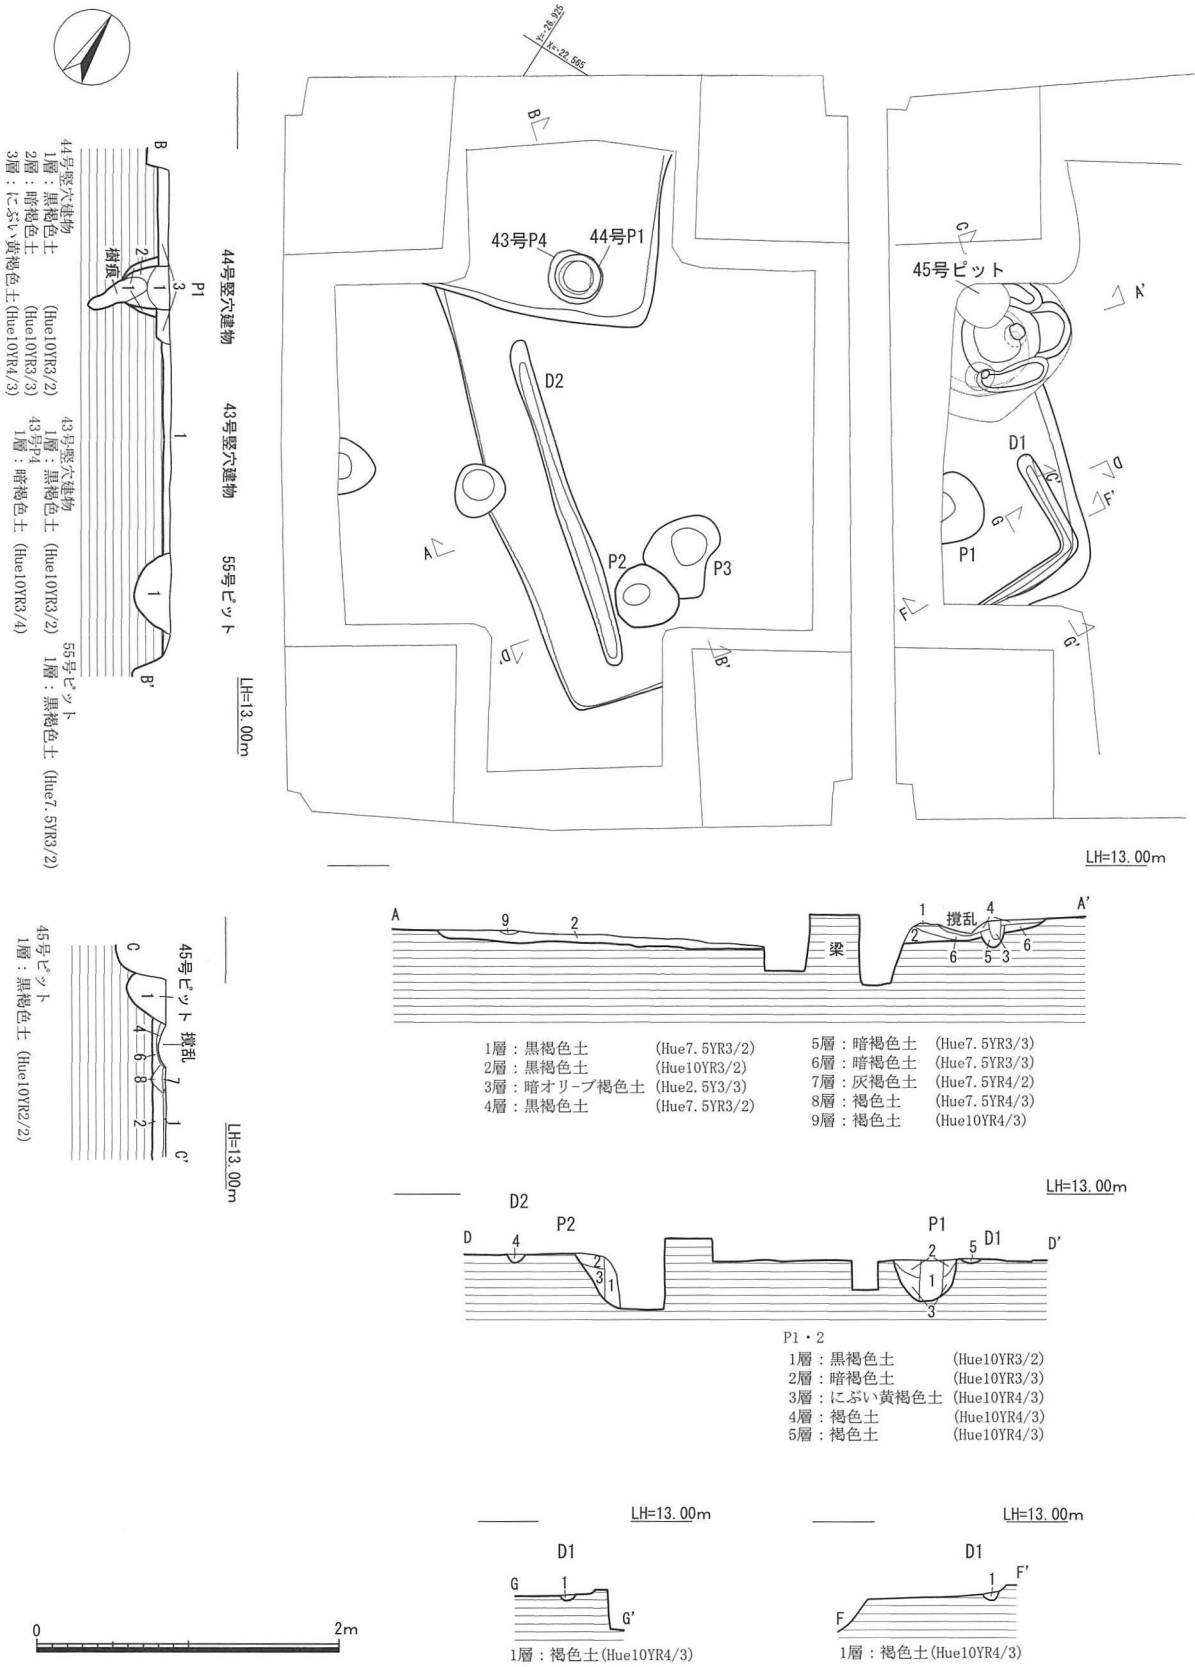 Y=-26.925
X=-22.565
B
43号P4
44号P1
D2
A
P2
P3
D'
B'
C
45号ピット
A'
D1
C'
D
F'
G
P1
F
G'
44号竪穴建物
43号竪穴建物
55号ピット
LH=13.00m
B
P1
3
2
1
1
樹痕
1
1
B'
44号竪穴建物
1層：黒褐色土 (Hue10YR3/2)
2層：暗褐色土 (Hue10YR3/3)
3層：にぶい黄褐色土(Hue10YR4/3)
43号竪穴建物
1層：黒褐色土 (Hue10YR3/2)
43号P4
1層：暗褐色土 (Hue10YR3/4)
55号ピット
1層：黒褐色土 (Hue7.5YR3/2)
LH=13.00m
45号ピット
撹乱
C
1
4
6
8
7
2
1
C'
45号ピット
1層：黒褐色土 (Hue10YR2/2)
LH=13.00m
A
9
2
梁
1
撹乱
4
A'
2
6
5
3
6
1層：黒褐色土 (Hue7.5YR3/2)
2層：黒褐色土 (Hue10YR3/2)
3層：暗オリ-ブ褐色土 (Hue2.5Y3/3)
4層：黒褐色土 (Hue7.5YR3/2)
5層：暗褐色土 (Hue7.5YR3/3)
6層：暗褐色土 (Hue7.5YR3/3)
7層：灰褐色土 (Hue7.5YR4/2)
8層：褐色土 (Hue7.5YR4/3)
9層：褐色土 (Hue10YR4/3)
LH=13.00m
D2
P2
P1
D1
D
4
2
3
1
2
5
D'
1
3
P1・2
1層：黒褐色土 (Hue10YR3/2)
2層：暗褐色土 (Hue10YR3/3)
3層：にぶい黄褐色土 (Hue10YR4/3)
4層：褐色土 (Hue10YR4/3)
5層：褐色土 (Hue10YR4/3)
LH=13.00m
D1
G
1
G'
1層：褐色土(Hue10YR4/3)
LH=13.00m
D1
1
F'
F
1層：褐色土(Hue10YR4/3)
0
2m